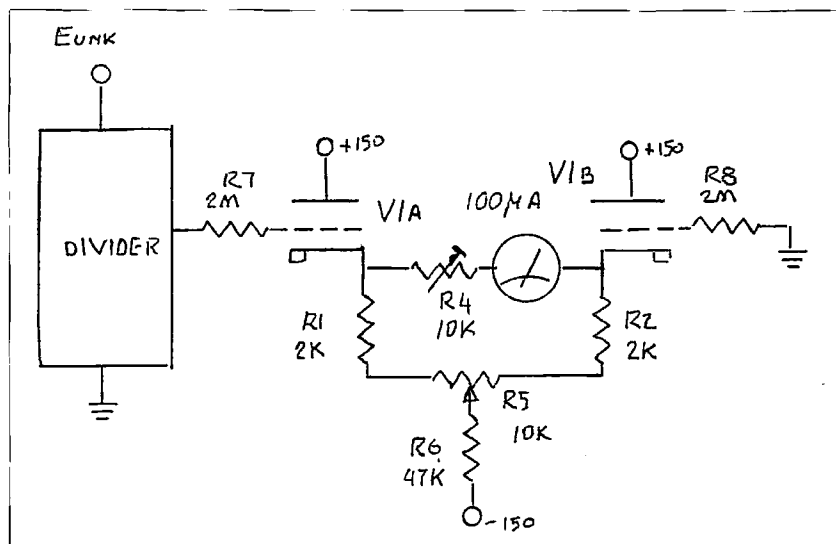 EUNK
+150
+150
R7
2M
V1A
100µA
V1B
R8
2M
DIVIDER
R4
10K
R1
2K
R2
2K
R5
10K
R6
47K
-150